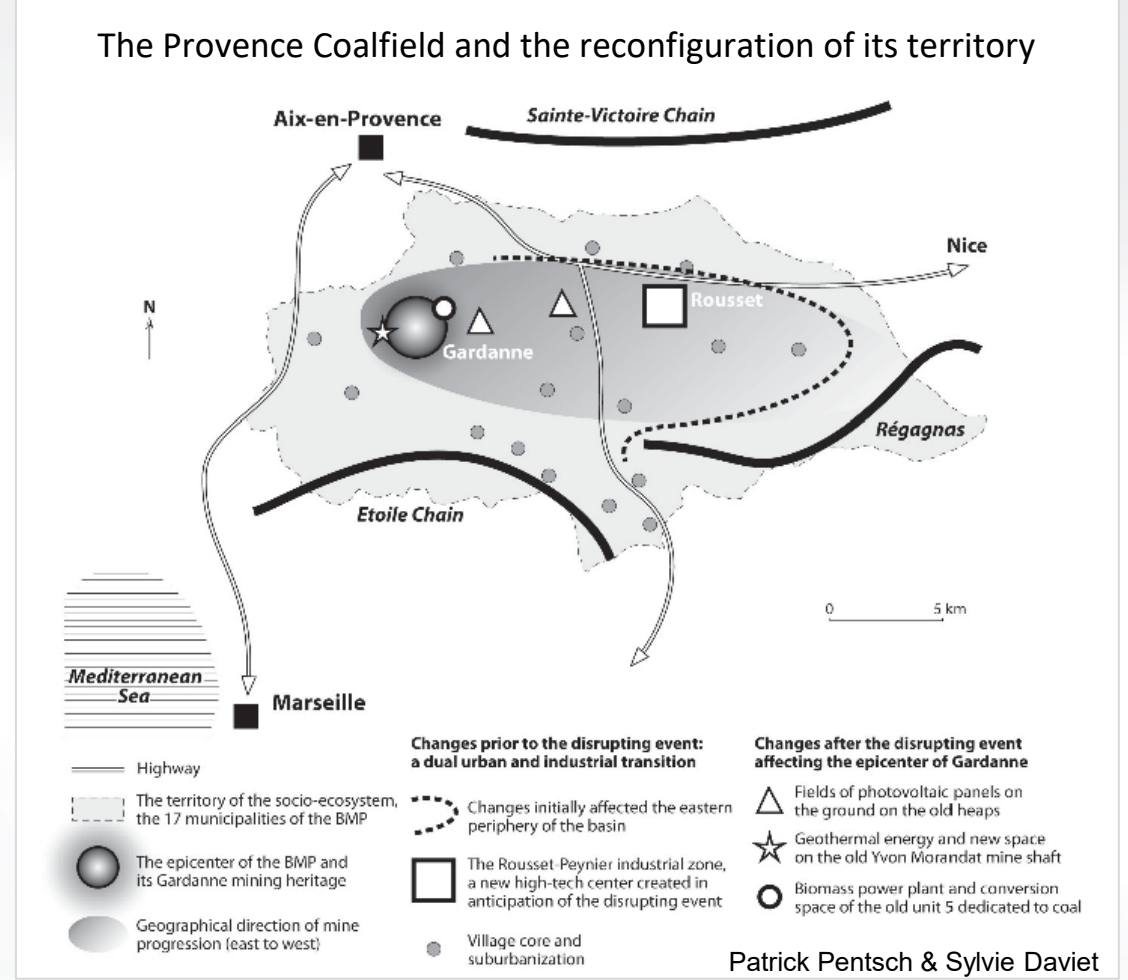 The Provence Coalfield and the reconfiguration of its territory
Aix-en-Provence
Sainte-Victoire Chain
Nice
N
Rousset
Gardanne
Régagnas
Etoile Chain
0 5 km
Mediterranean
Sea
Marseille
Highway
The territory of the socio-ecosystem,
the 17 municipalities of the BMP
The epicenter of the BMP and
its Gardanne mining heritage
Geographical direction of mine
progression (east to west)
Changes prior to the disrupting event:
a dual urban and industrial transition
Changes initially affected the eastern
periphery of the basin
The Rousset-Peynier industrial zone,
a new high-tech center created in
anticipation of the disrupting event
Village core and
suburbanization
Changes after the disrupting event
affecting the epicenter of Gardanne
Fields of photovoltaic panels on
the ground on the old heaps
Geothermal energy and new space
on the old Yvon Morandat mine shaft
Biomass power plant and conversion
space of the old unit 5 dedicated to coal
Patrick Pentsch & Sylvie Daviet